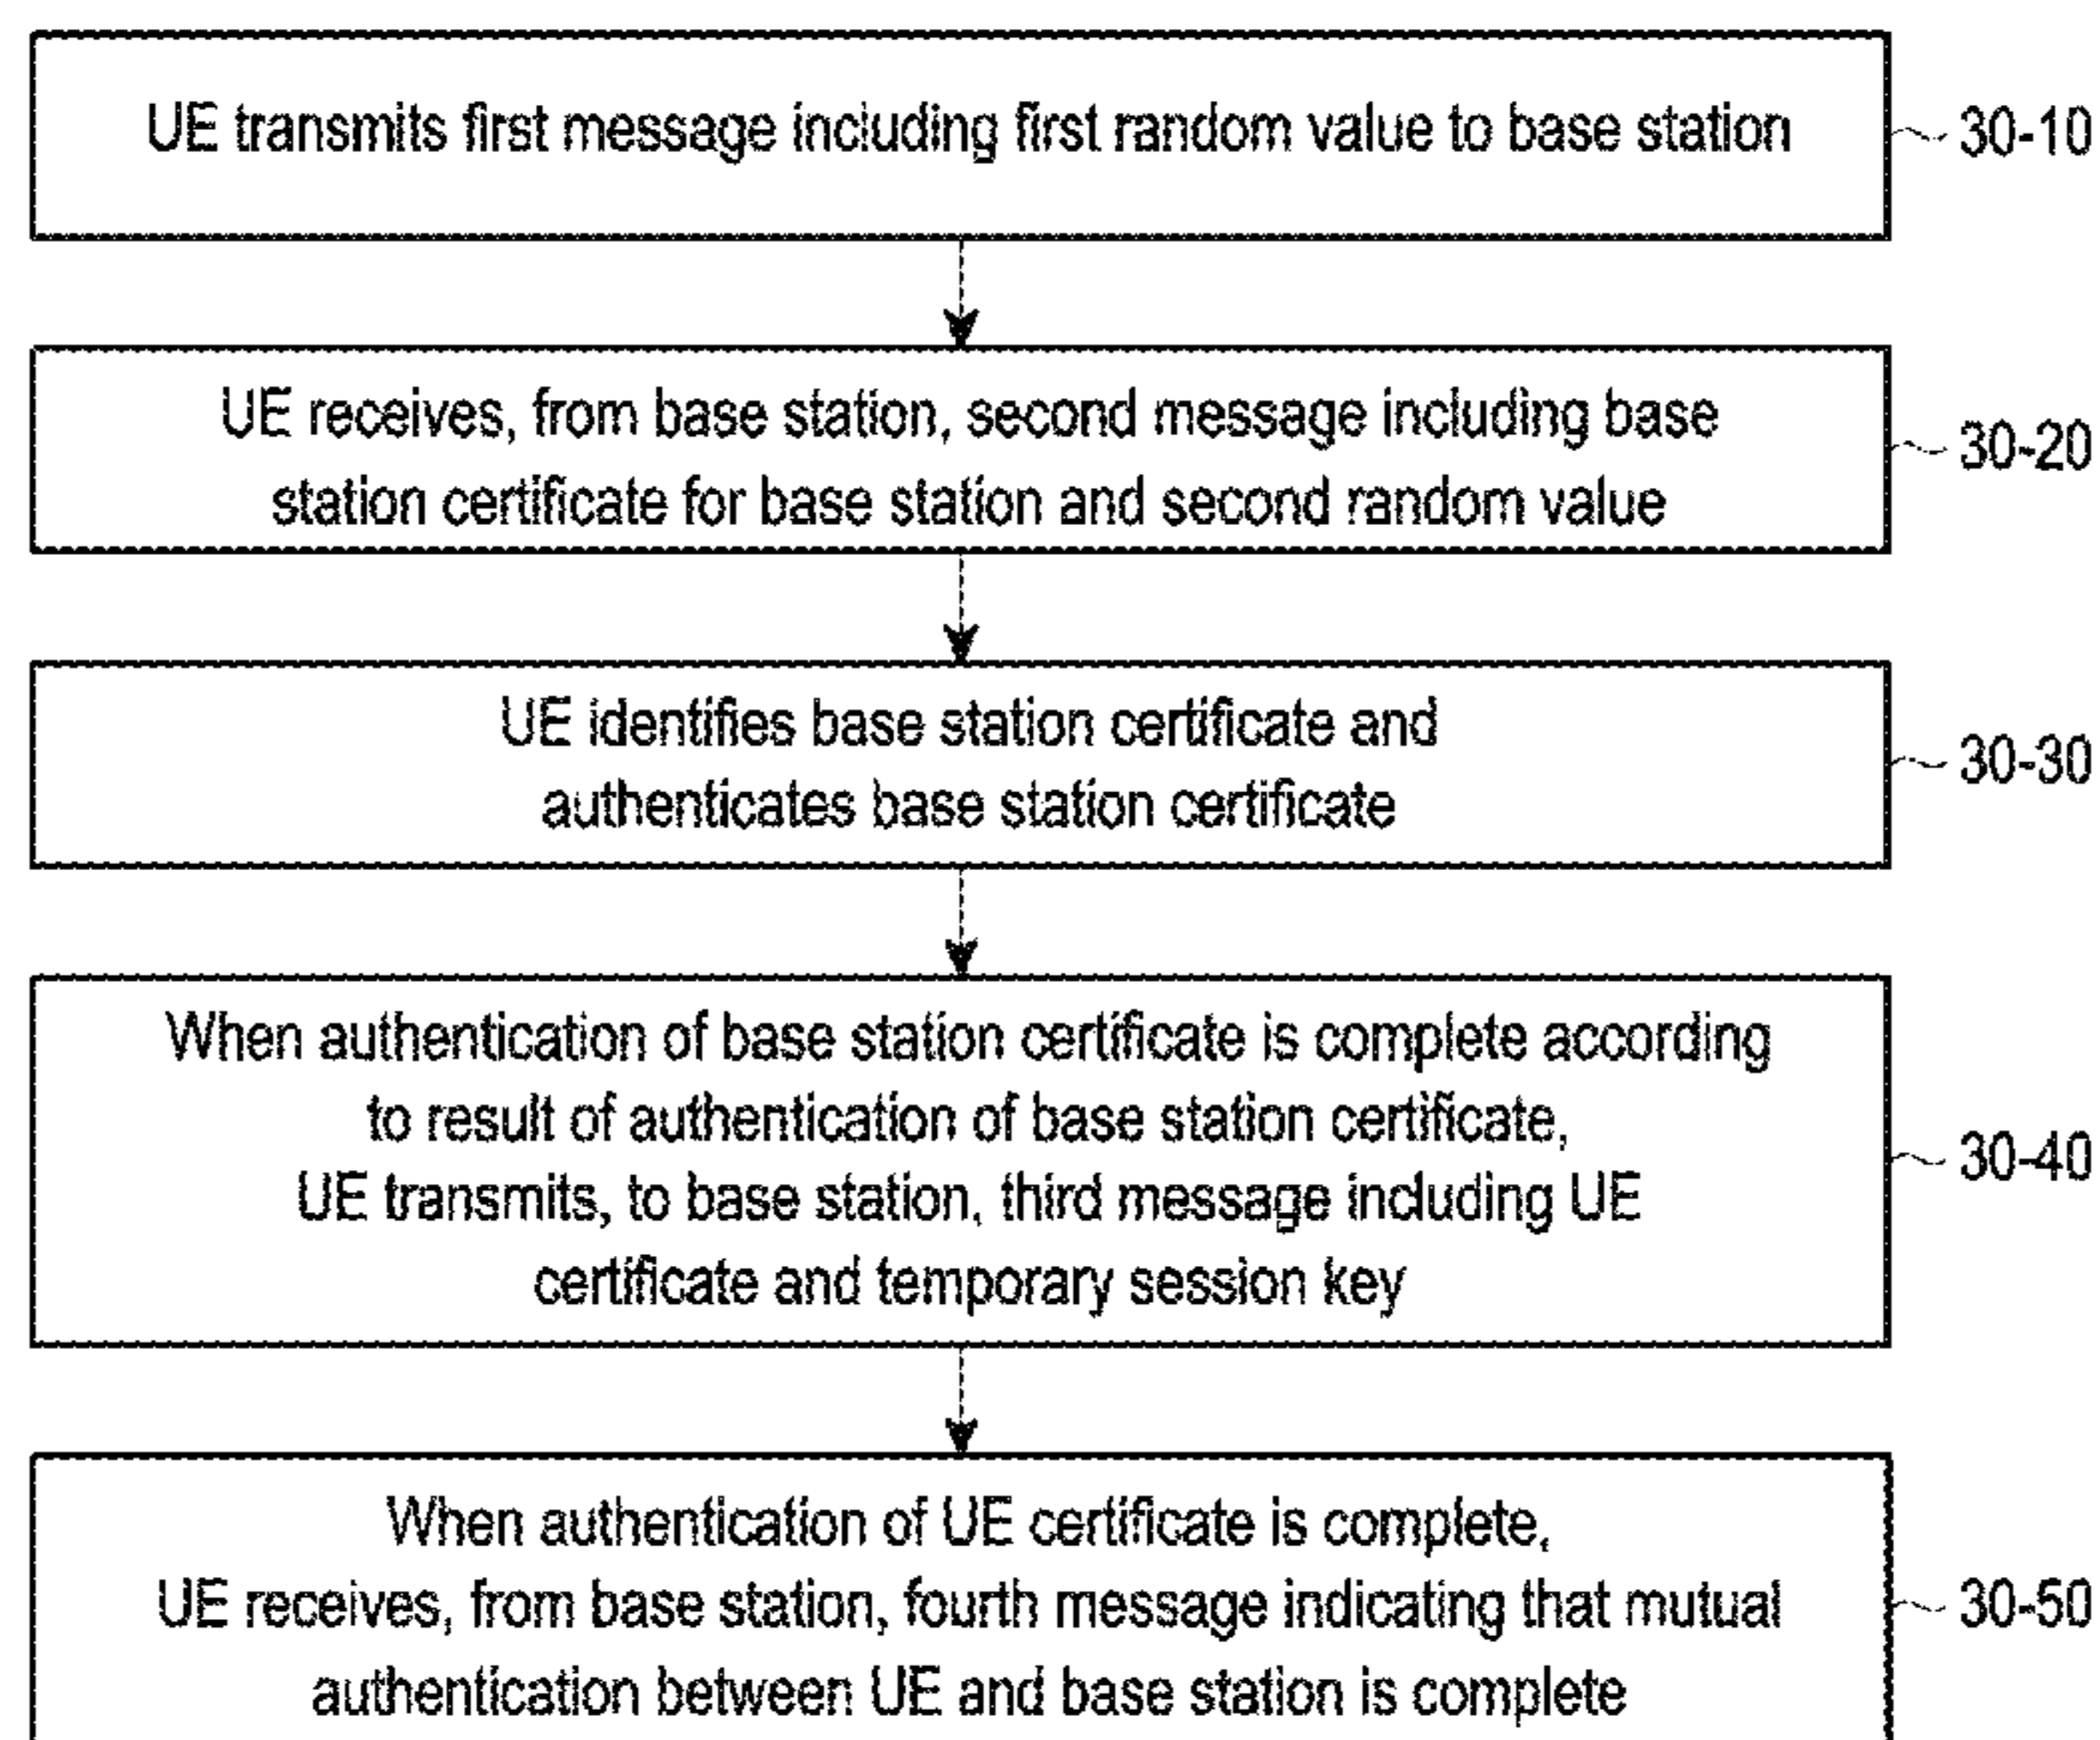 UE transmits first message including first random value to base station
30-10
UE receives, from base station, second message including base
station certificate for base station and second random value
30-20
UE identifies base station certificate and
authenticates base station certificate
30-30
When authentication of base station certificate is complete according
to result of authentication of base station certificate,
UE transmits, to base station, third message including UE
certificate and temporary session key
30-40
When authentication of UE certificate is complete,
UE receives, from base station, fourth message indicating that mutual
authentication between UE and base station is complete
30-50